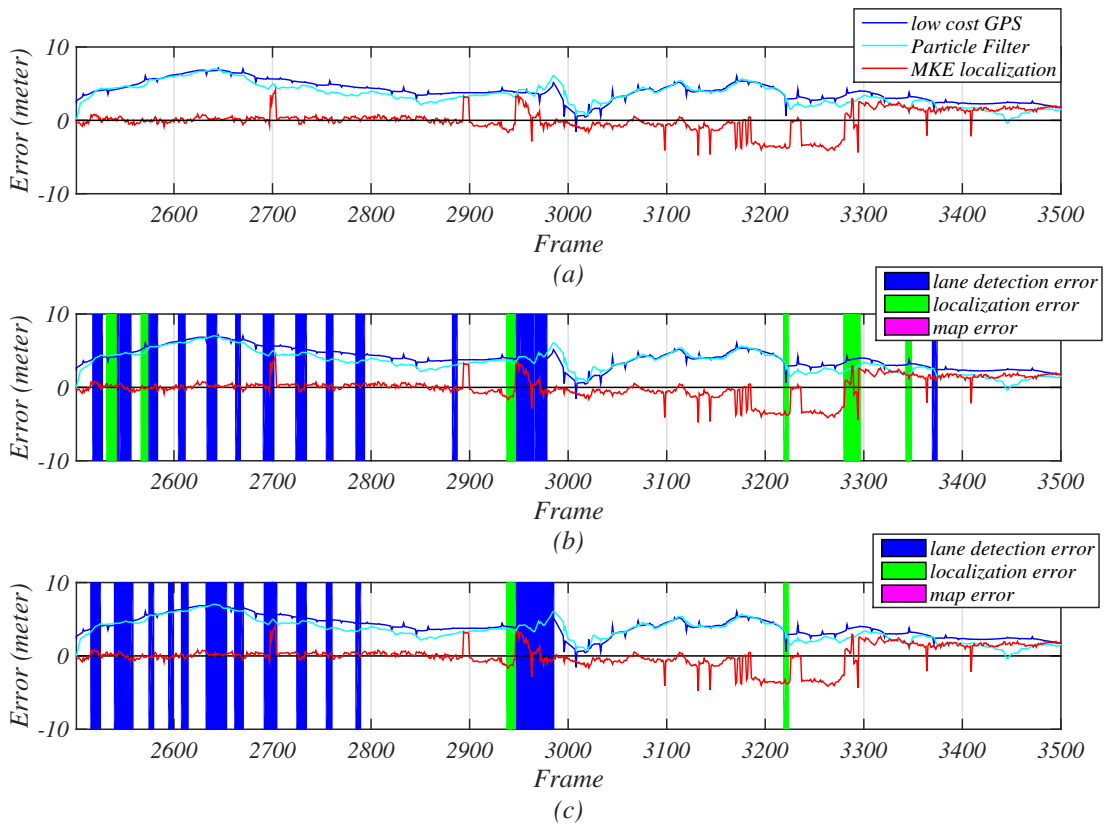 low cost GPS
Particle Filter
MKE localization
Error (meter)
10
0
-10
2600 2700 2800 2900 3000 3100 3200 3300 3400 3500
Frame
(a)
lane detection error
localization error
map error
Error (meter)
10
0
-10
2600 2700 2800 2900 3000 3100 3200 3300 3400 3500
Frame
(b)
lane detection error
localization error
map error
Error (meter)
10
0
-10
2600 2700 2800 2900 3000 3100 3200 3300 3400 3500
Frame
(c)